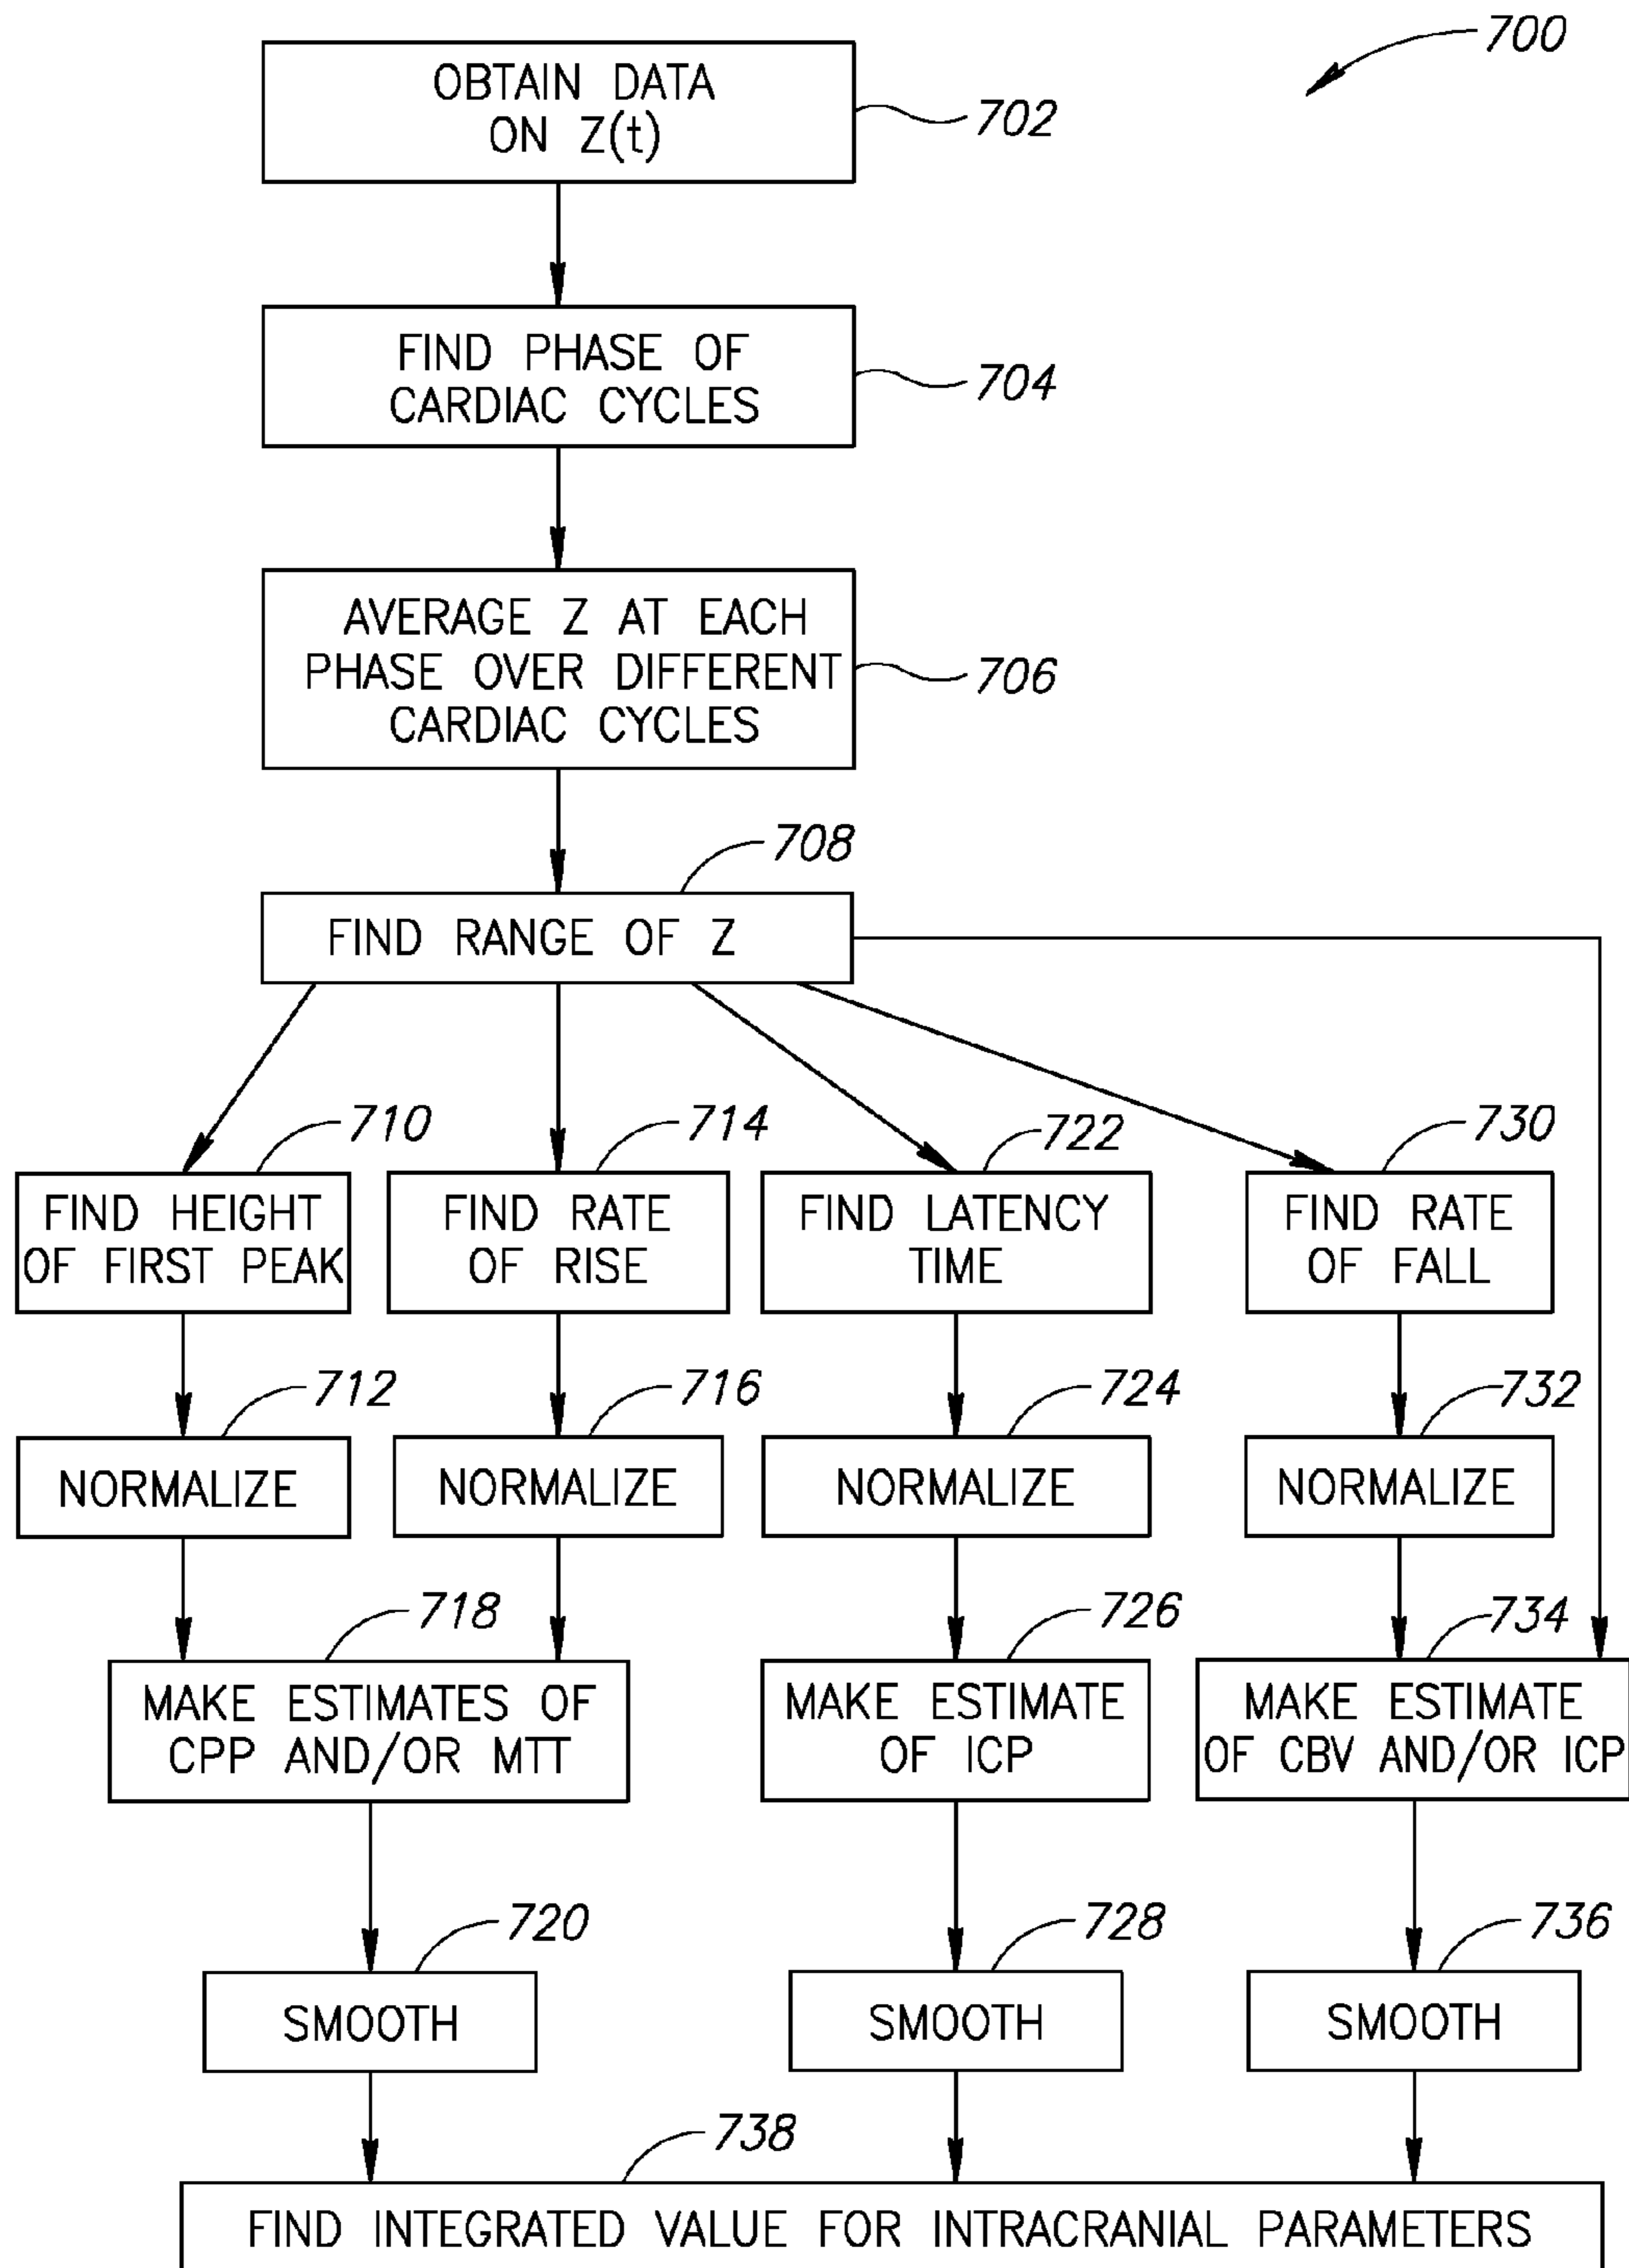 700
OBTAIN DATA
ON Z(t)
702
FIND PHASE OF
CARDIAC CYCLES
704
AVERAGE Z AT EACH
PHASE OVER DIFFERENT
CARDIAC CYCLES
706
708
FIND RANGE OF Z
710
714
722
730
FIND HEIGHT
OF FIRST PEAK
FIND RATE
OF RISE
FIND LATENCY
TIME
FIND RATE
OF FALL
712
716
724
732
NORMALIZE
NORMALIZE
NORMALIZE
NORMALIZE
718
726
734
MAKE ESTIMATES OF
CPP AND/OR MTT
MAKE ESTIMATE
OF ICP
MAKE ESTIMATE
OF CBV AND/OR ICP
720
728
736
SMOOTH
SMOOTH
SMOOTH
738
FIND INTEGRATED VALUE FOR INTRACRANIAL PARAMETERS